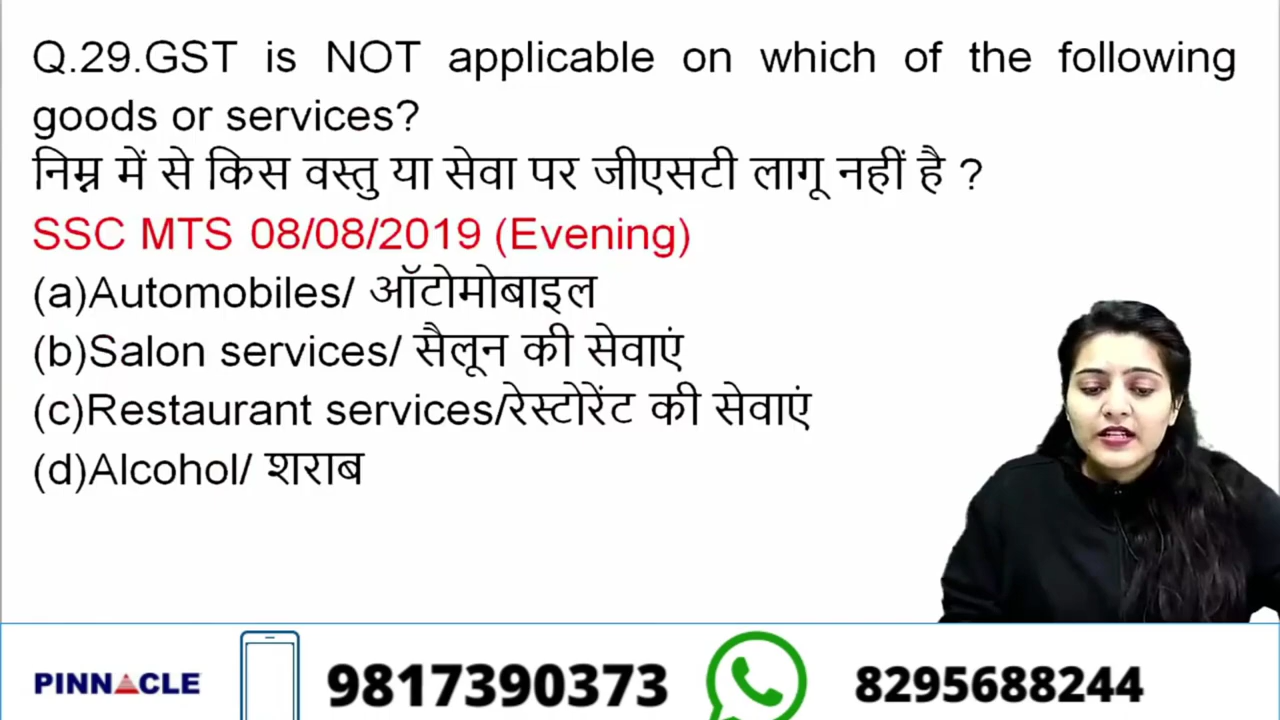 Q.29.GST is NOT applicable on which of the following
goods or services?
निम्न में से किस वस्तु या सेवा पर जीएसटी लागू नहीं है ?
SSC MTS 08/08/2019 (Evening)
(a)Automobiles/ ऑटोमोबाइल
(b)Salon services/ सैलून की सेवाएं
(c)Restaurant services/रेस्टोरेंट की सेवाएं
(d)Alcohol/ शराब
PINNACLE 9817390373 8295688244